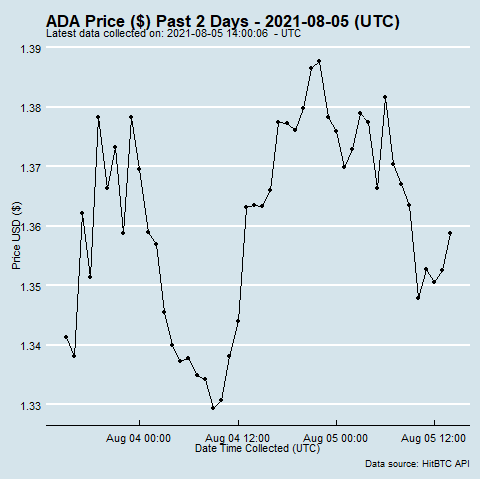 ADA Price ($) Past 2 Days - 2021-08-05 (UTC)
Latest data collected on: 2021-08-05 14:00:06  - UTC
1.39
1.38
1.37
1.36
1.35
1.34
1.33
Price USD ($)
Aug 04 00:00
Aug 04 12:00
Aug 05 00:00
Aug 05 12:00
Date Time Collected (UTC)
Data source: HitBTC API